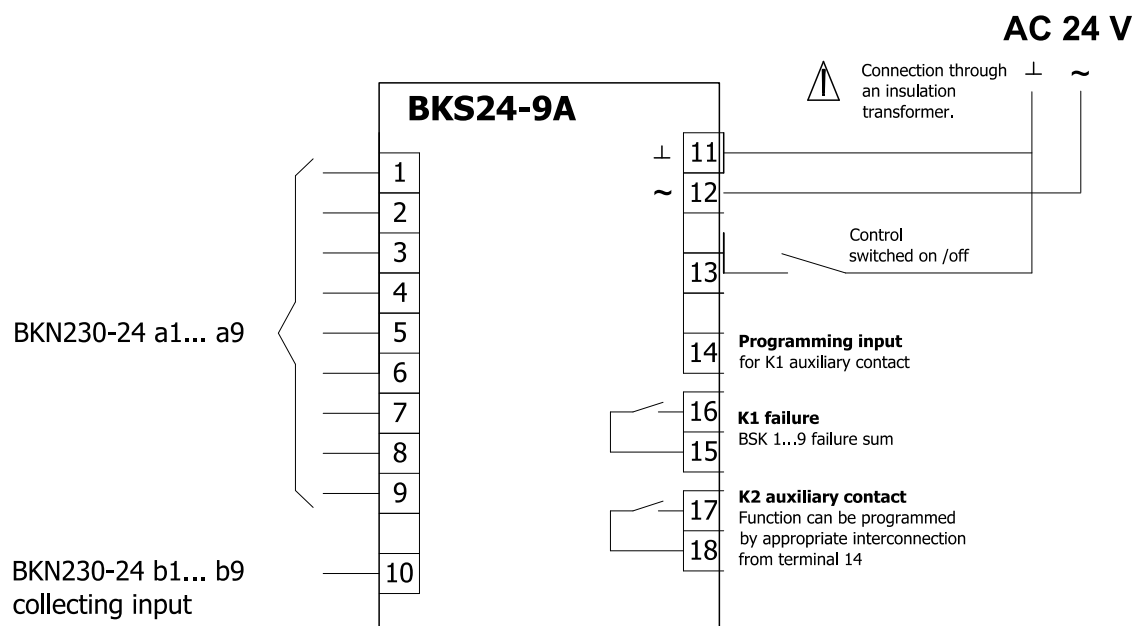 AC 24 V
Connection through
an insulation
transformer.
⊥ ~
BKS24-9A
⊥ 11
~ 12
1
2
3
4
5
6
7
8
9
10
BKN230-24 a1... a9
BKN230-24 b1... b9
collecting input
Control
switched on /off
13
14
Programming input
for K1 auxiliary contact
16
15
K1 failure
BSK 1...9 failure sum
17
18
K2 auxiliary contact
Function can be programmed
by appropriate interconnection
from terminal 14